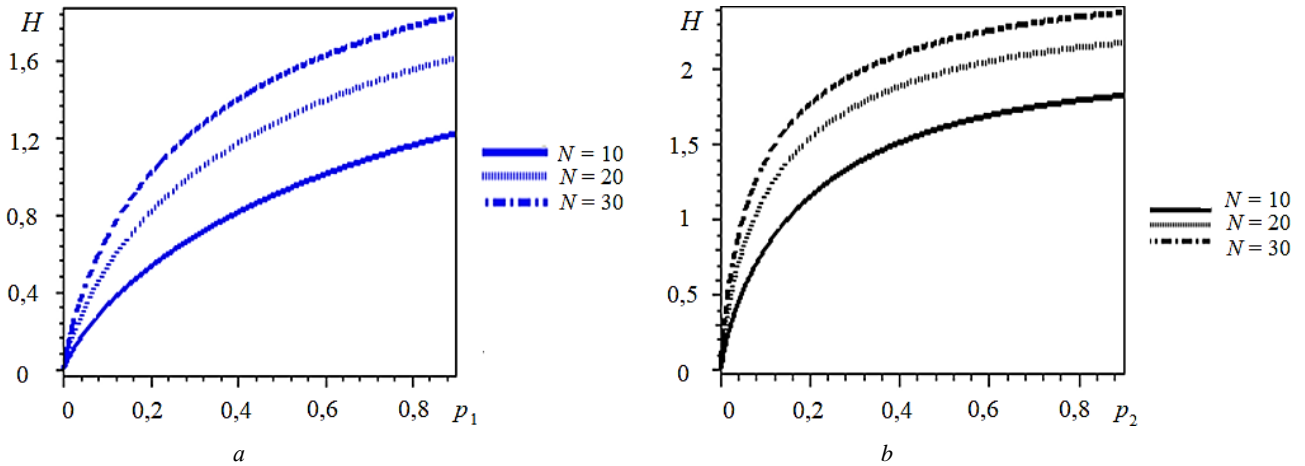 H
1,6
1,2
0,8
0,4
0
0 0,2 0,4 0,6 0,8 p1
N = 10
N = 20
N = 30
a
H
2
1,5
1
0,5
0
0 0,2 0,4 0,6 0,8 p2
N = 10
N = 20
N = 30
b